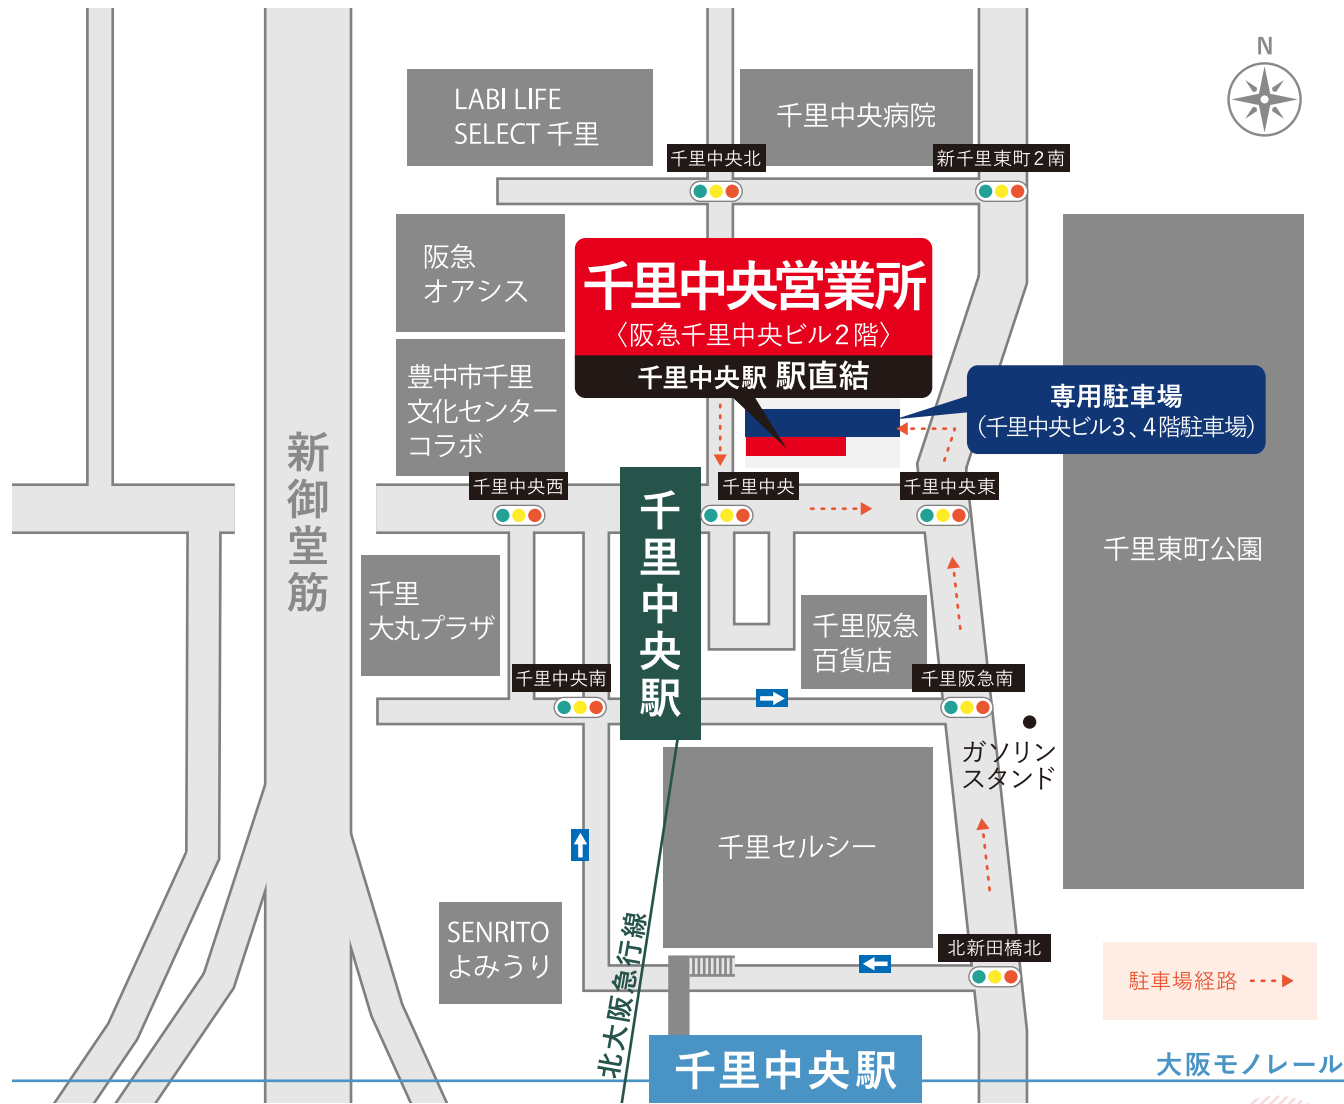 N
LABI LIFE
SELECT 千里
千里中央病院
千里中央北
新千里東町2南
阪急
オアシス
千里中央営業所
〈阪急千里中央ビル2階〉
千里中央駅 駅直結
専用駐車場
(千里中央ビル3、4階駐車場)
豊中市千里
文化センター
コラボ
新御堂筋
千里中央西
千里中央駅
千里中央
千里中央東
千里東町公園
千里
大丸プラザ
千里阪急
百貨店
千里中央南
千里阪急南
ガソリン
スタンド
千里セルシー
SENRITO
よみうり
北大阪急行線
北新田橋北
駐車場経路
千里中央駅
大阪モノレール